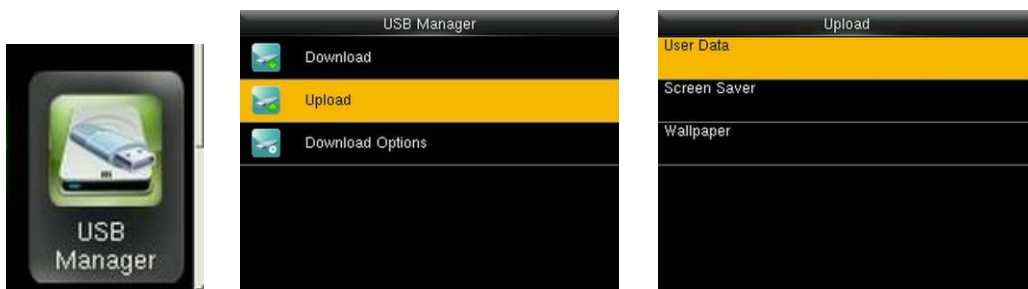 USB
Manager
USB Manager
Download
Upload
Download Options
Upload
User Data
Screen Saver
Wallpaper